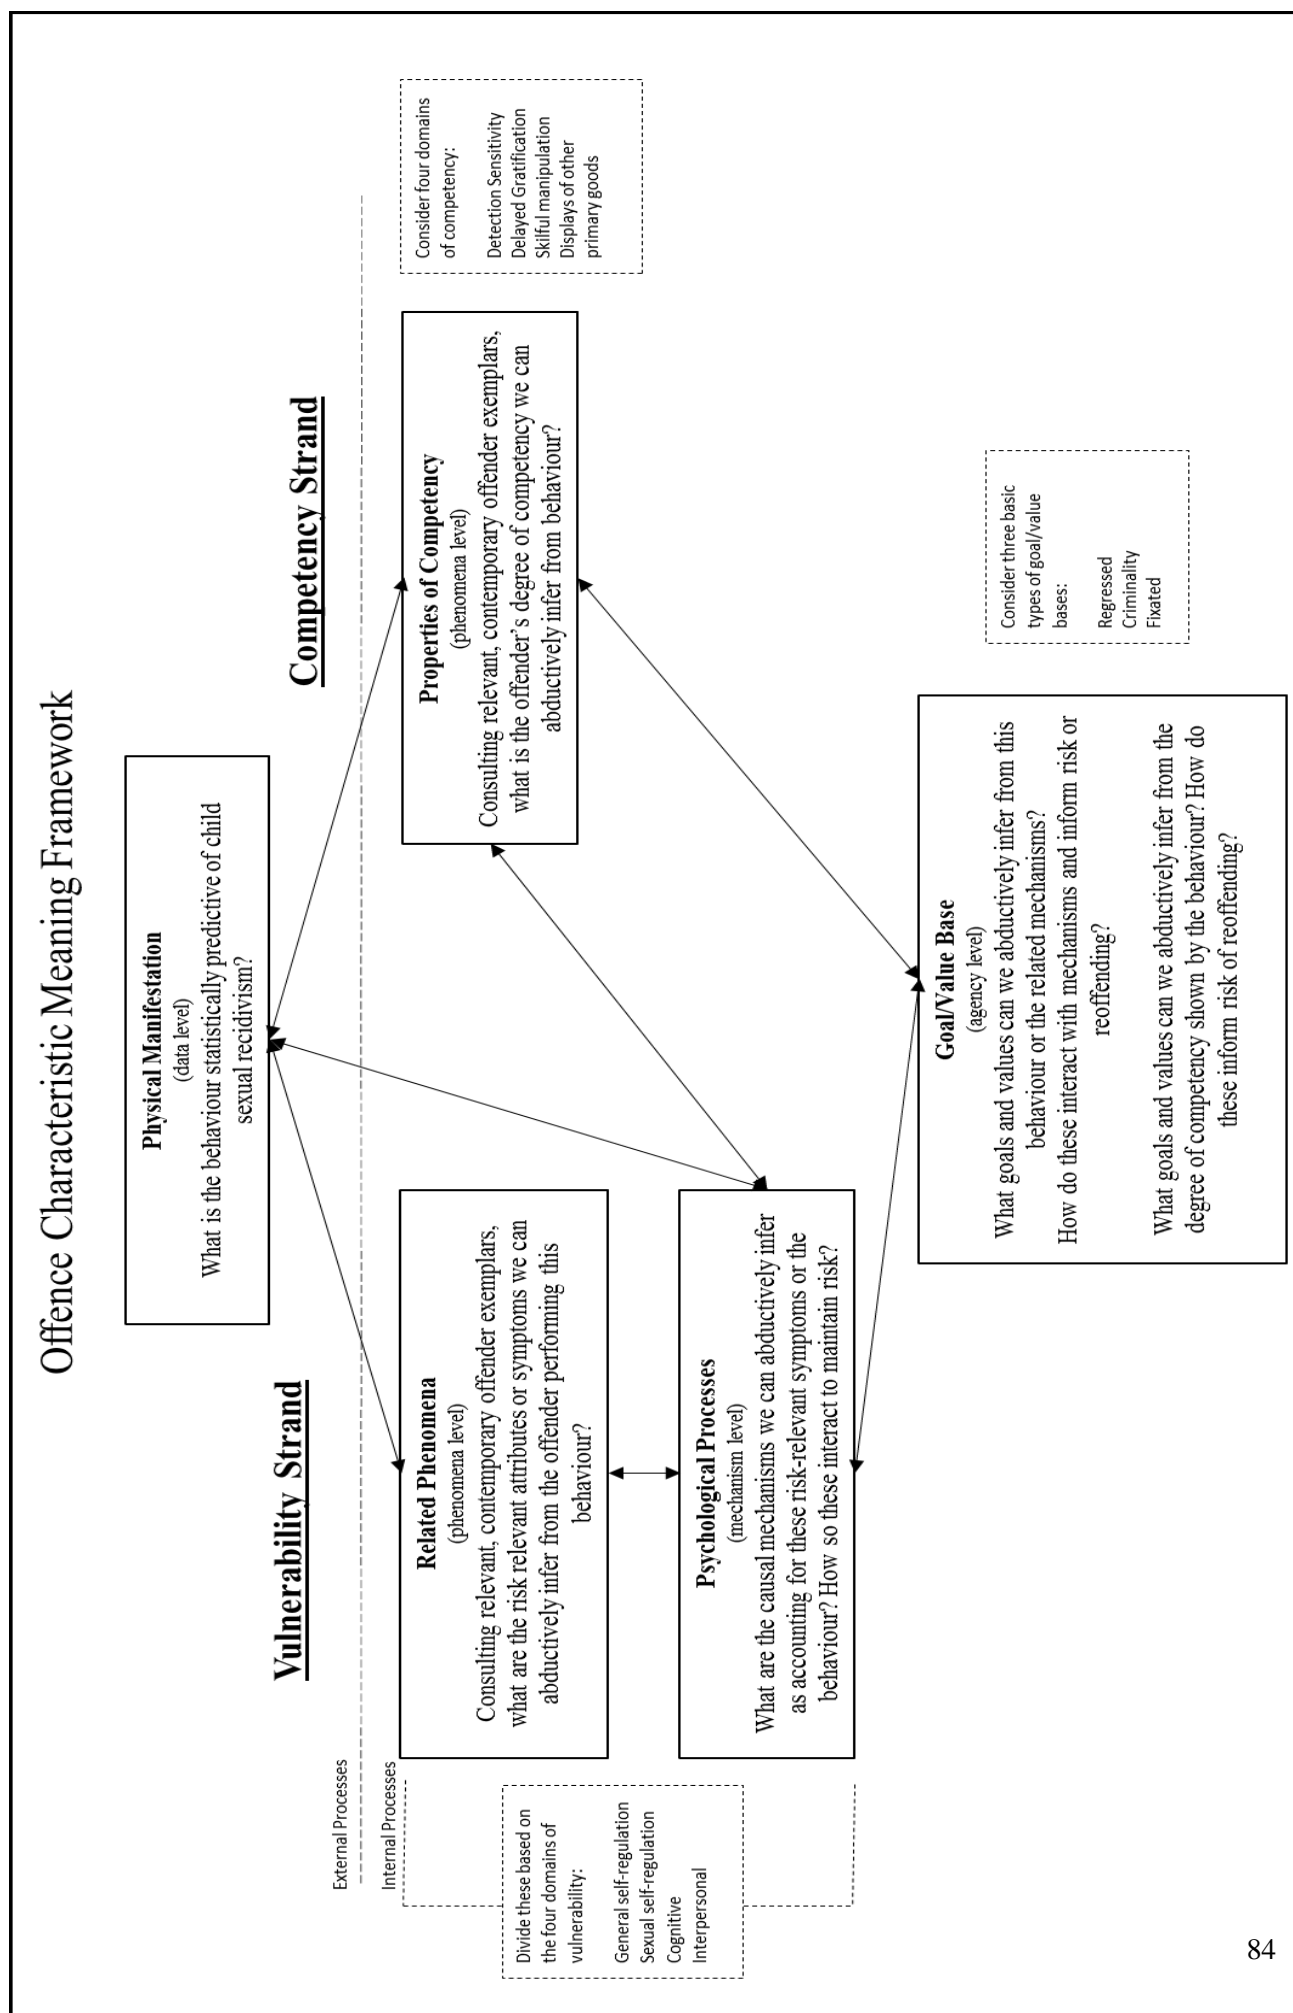 Offence Characteristic Meaning Framework
Physical Manifestation
(data level)
What is the behaviour statistically predictive of child
sexual recidivism?
Vulnerability Strand
Competency Strand
External Processes
Internal Processes
Related Phenomena
(phenomena level)
Consulting relevant, contemporary offender exemplars,
what are the risk relevant attributes or symptoms we can
abductively infer from the offender performing this
behaviour?
Properties of Competency
(phenomena level)
Consulting relevant, contemporary offender exemplars,
what is the offender’s degree of competency we can
abductively infer from behaviour?
Consider four domains
of competency:
Detection Sensitivity
Delayed Gratification
Skilful manipulation
Displays of other
primary goods
Divide these based on
the four domains of
vulnerability:
General self-regulation
Sexual self-regulation
Cognitive
Interpersonal
Psychological Processes
(mechanism level)
What are the causal mechanisms we can abductively infer
as accounting for these risk-relevant symptoms or the
behaviour? How so these interact to maintain risk?
Goal/Value Base
(agency level)
What goals and values can we abductively infer from this
behaviour or the related mechanisms?
How do these interact with mechanisms and inform risk or
reoffending?
What goals and values can we abductively infer from the
degree of competency shown by the behaviour? How do
these inform risk of reoffending?
Consider three basic
types of goal/value
bases:
Regressed
Criminality
Fixated
84